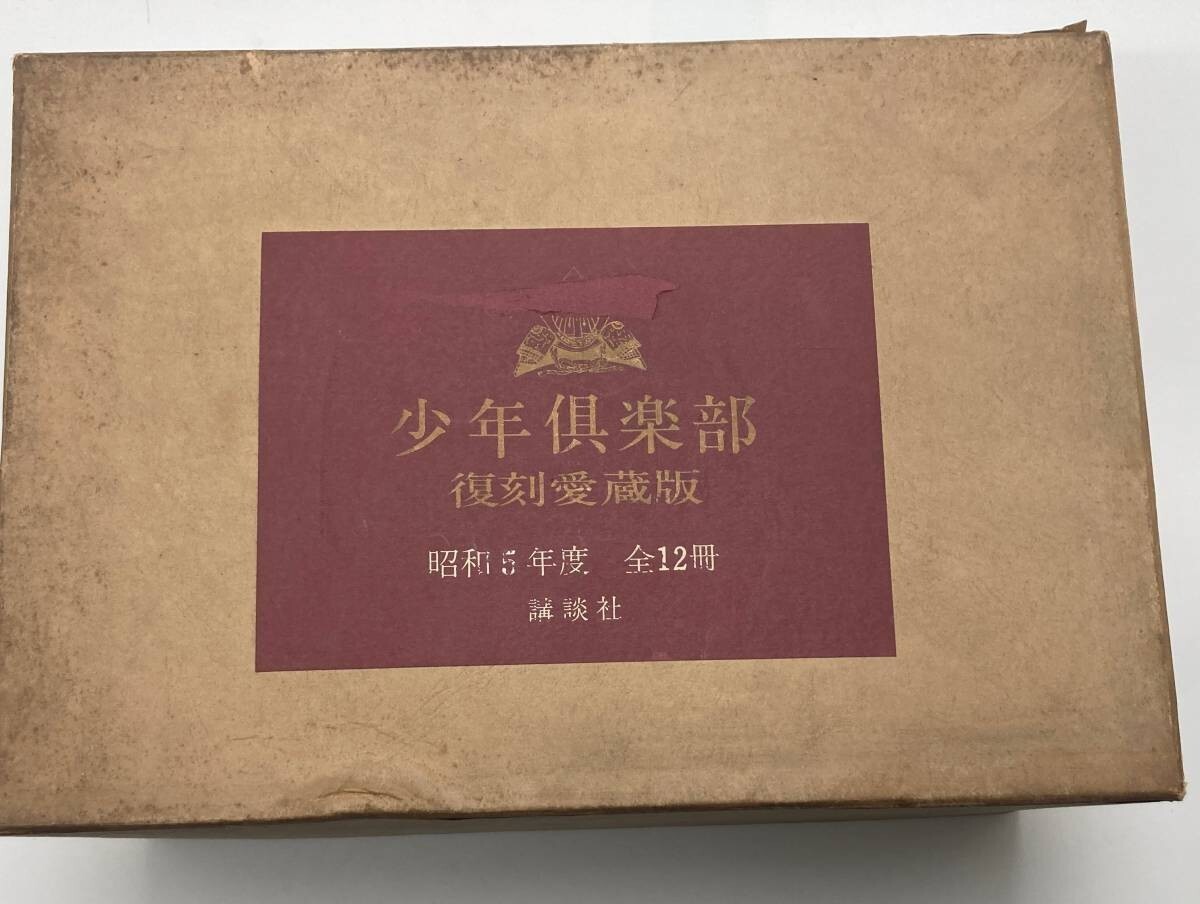 少年倶楽部
復刻愛蔵版
昭和5年度　全12冊
講談社